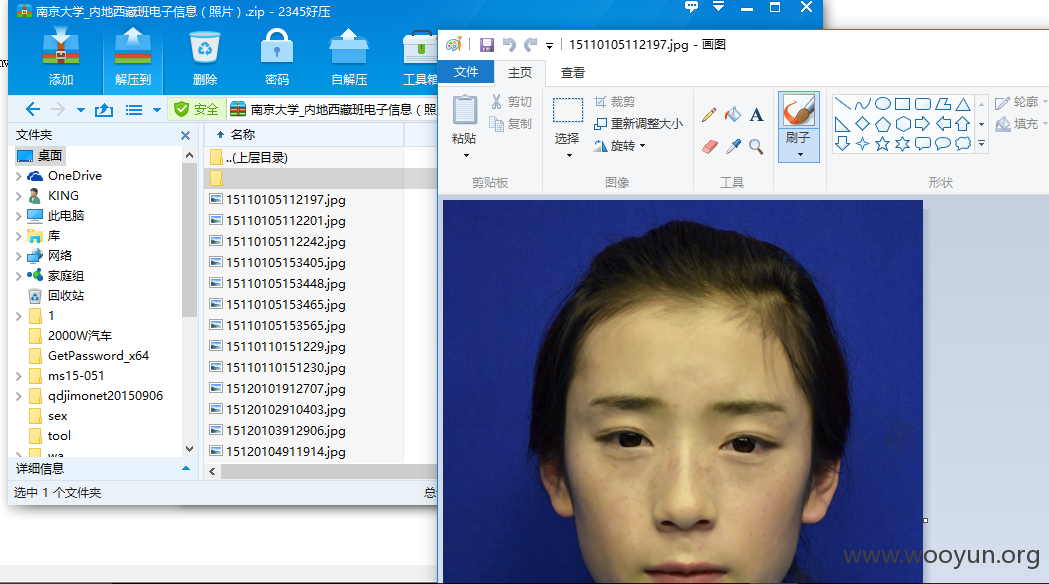 南京大学_内地西藏班电子信息（照片）.zip - 2345好压
添加 解压到 删除 密码 自解压 工具箱
安全 南京大学_内地西藏班电子信息（照
文件夹
桌面
OneDrive
KING
此电脑
库
网络
家庭组
回收站
1
2000W汽车
GetPassword_x64
ms15-051
qdjimonet20150906
sex
tool
wa
详细信息
选中 1 个文件夹
总
名称
..(上层目录)
15110105112197.jpg
15110105112201.jpg
15110105112242.jpg
15110105153405.jpg
15110105153448.jpg
15110105153465.jpg
15110105153565.jpg
15110110151229.jpg
15110110151230.jpg
15120101912707.jpg
15120102910403.jpg
15120103912906.jpg
15120104911914.jpg
15110105112197.jpg - 画图
文件 主页 查看
粘贴
剪切
复制
剪贴板
选择
裁剪
重新调整大小
旋转
图像
A
工具
刷子
轮廓
填充
形状
www.wooyun.org